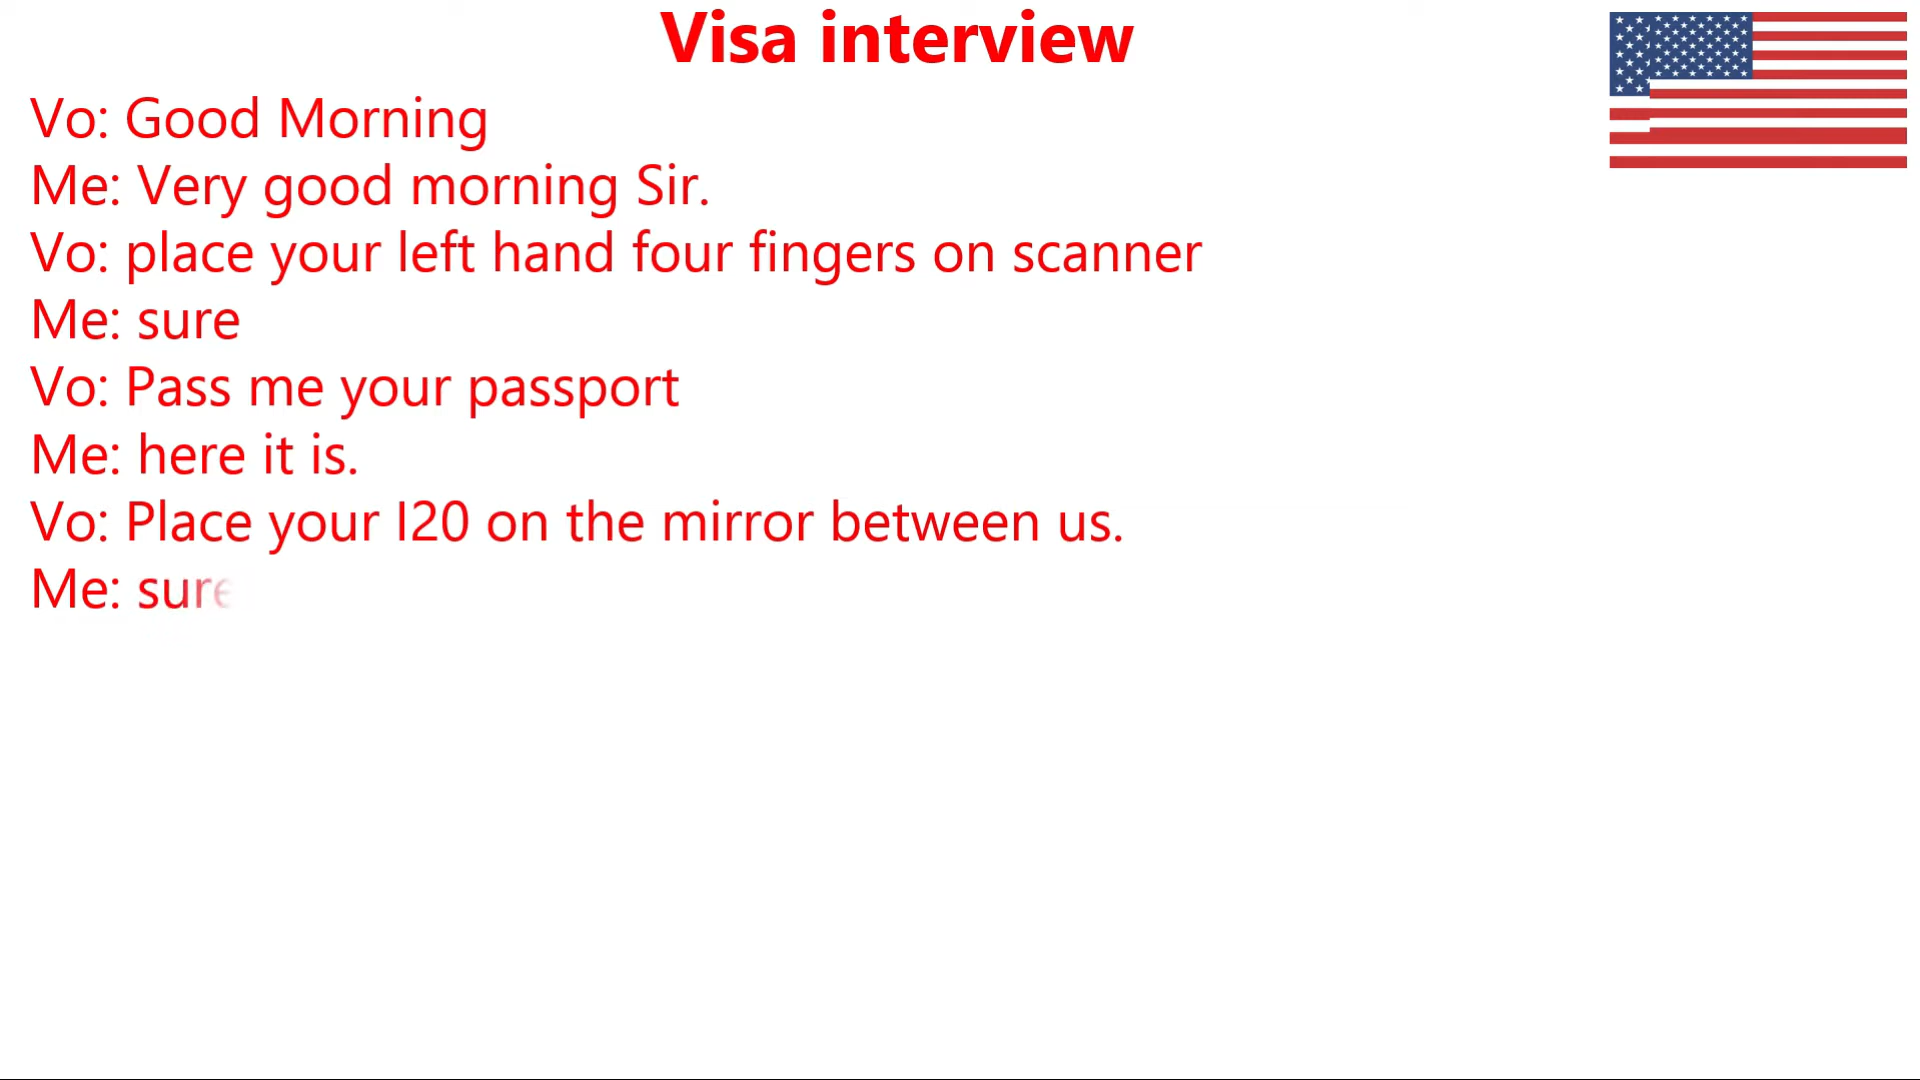 Visa interview
Vo: Good Morning
Me: Very good morning Sir.
Vo: place your left hand four fingers on scanner
Me: sure
Vo: Pass me your passport
Me: here it is.
Vo: Place your I20 on the mirror between us.
Me: sure